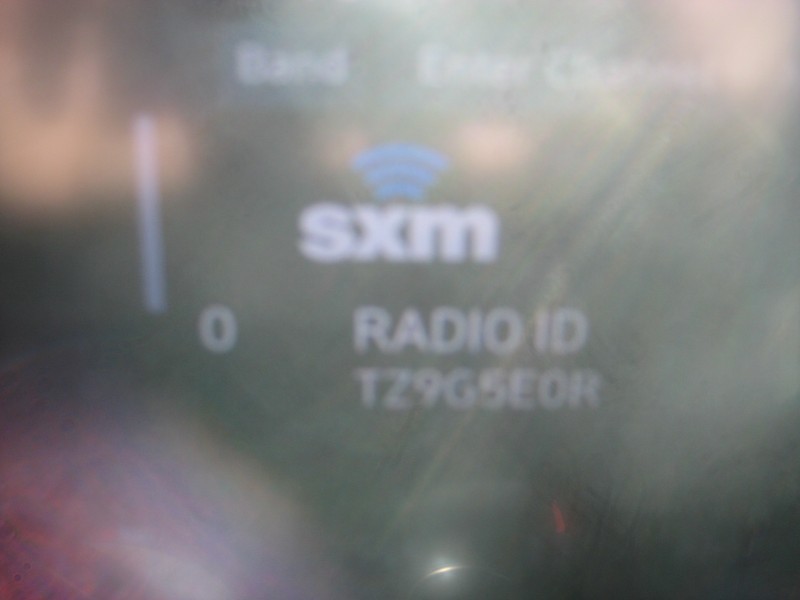 Band Enter Channel
sxm
0 RADIO ID
TZ9G5E0R